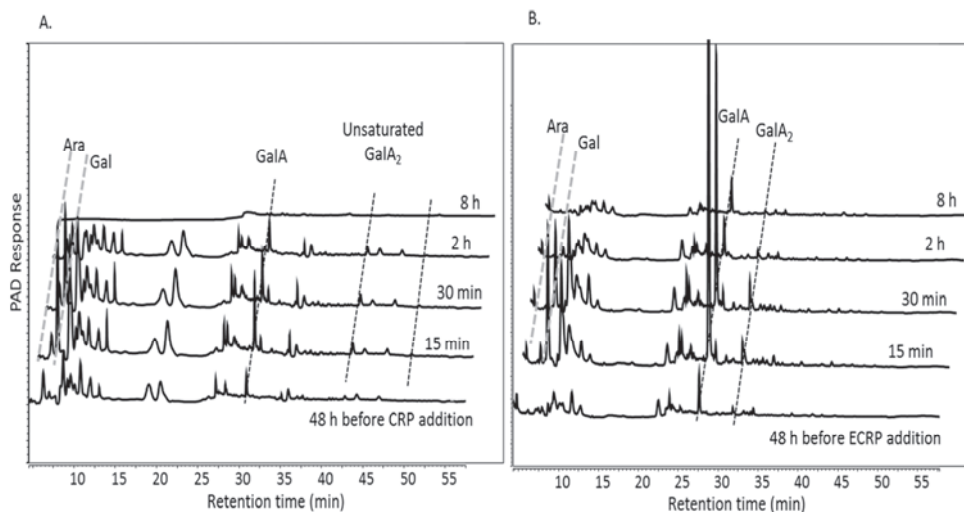 A.
Ara
Gal
GalA
Unsaturated
GalA2
8 h
2 h
30 min
15 min
48 h before CRP addition
PAD Response
10 15 20 25 30 35 40 45 50 55
Retention time (min)
B.
Ara
Gal
GalA
GalA2
8 h
2 h
30 min
15 min
48 h before ECRP addition
10 15 20 25 30 35 40 45 50 55
Retention time (min)